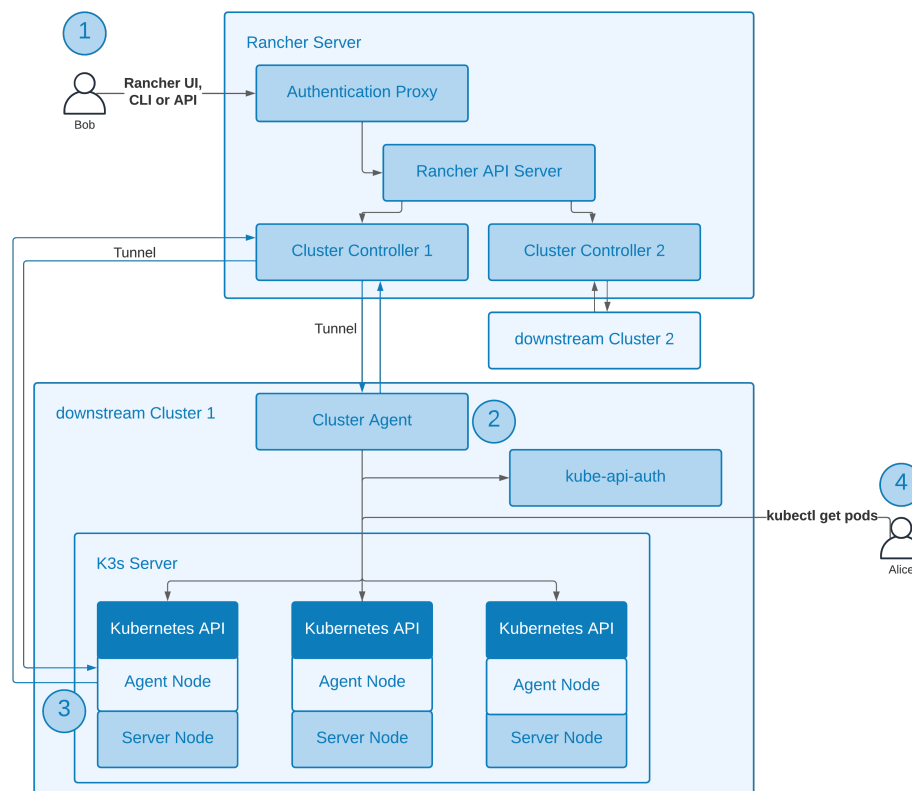 1
Rancher Server
Rancher UI,
CLI or API
Bob
Authentication Proxy
Rancher API Server
Cluster Controller 1
Cluster Controller 2
Tunnel
Tunnel
downstream Cluster 2
downstream Cluster 1
Cluster Agent
2
kube-api-auth
4
kubectl get pods
Alice
K3s Server
Kubernetes API
Kubernetes API
Kubernetes API
Agent Node
Agent Node
Agent Node
3
Server Node
Server Node
Server Node